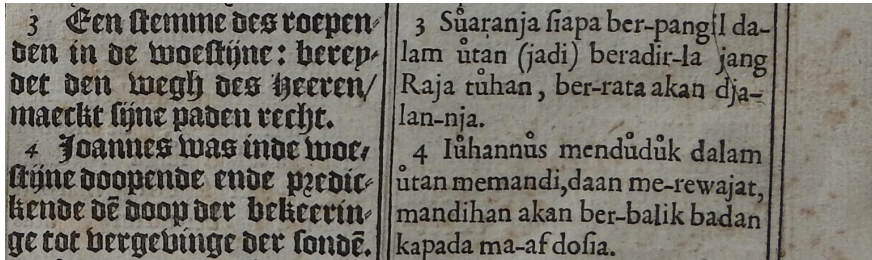 3 Een stemme des roepen-
den in de woestijne: berey-
det den wegh des Heeren/
maeckt sijne paden recht.
4 Joannes was inde woe-
stijne doopende ende predic-
kende dē doop der bekeerin-
ge tot vergevinge der sondē.
3 Sůaranja siapa ber-pangil da-
lam ůtan (jadi) beradir-la jang
Raja tůhan, ber-rata akan dja-
lan-nja.
4 Iůhannůs mendůdůk dalam
ůtan memandi, daan me-rewajat,
mandihan akan ber-balik badan
kapada ma-af dosia.